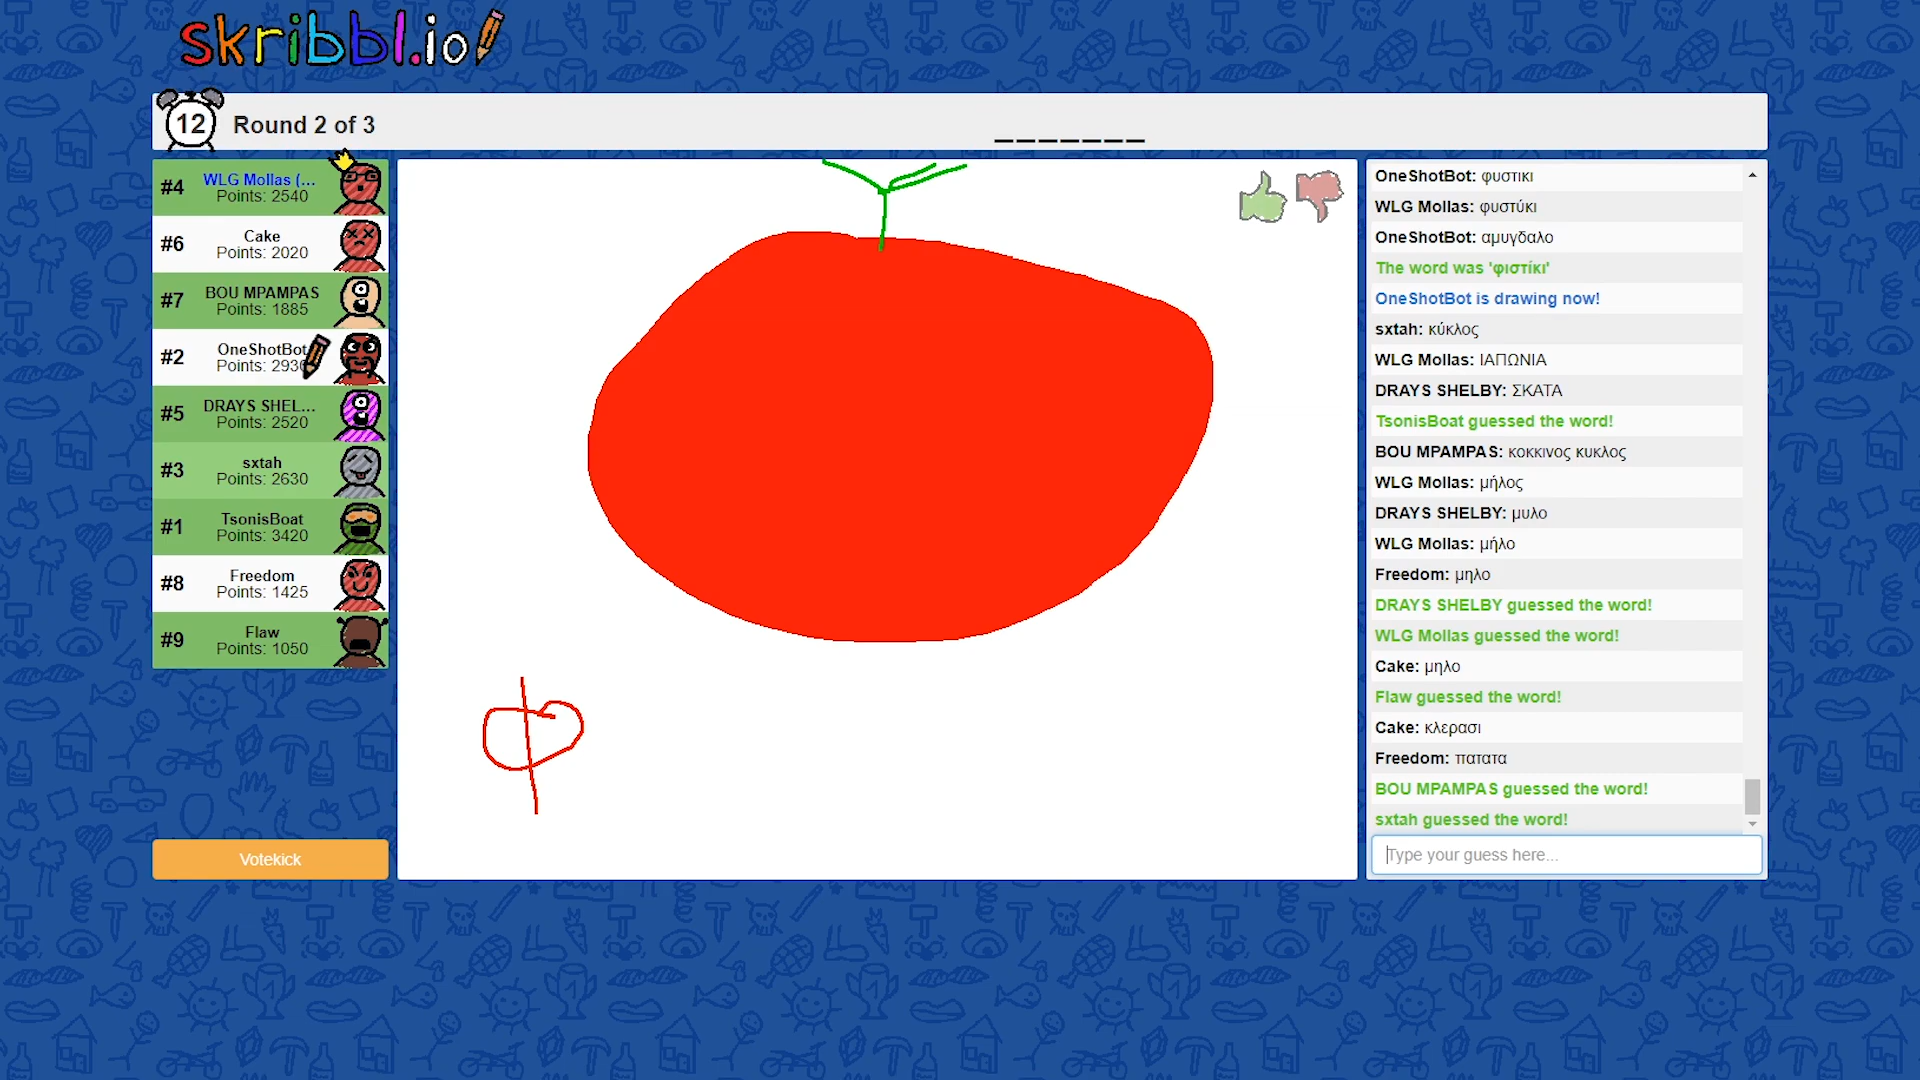 skribbl.io
12
Round 2 of 3
_ _ _ _ _ _ _
#4
WLG Mollas (...
Points: 2540
#6
Cake
Points: 2020
#7
BOU MPAMPAS
Points: 1885
#2
OneShotBot
Points: 2930
#5
DRAYS SHEL...
Points: 2520
#3
sxtah
Points: 2630
#1
TsonisBoat
Points: 3420
#8
Freedom
Points: 1425
#9
Flaw
Points: 1050
Votekick
OneShotBot: φυστικι
WLG Mollas: φυστύκι
OneShotBot: αμυγδαλο
The word was 'φιστίκι'
OneShotBot is drawing now!
sxtah: κύκλος
WLG Mollas: ΙΑΠΩΝΙΑ
DRAYS SHELBY: ΣΚΑΤΑ
TsonisBoat guessed the word!
BOU MPAMPAS: κοκκινος κυκλος
WLG Mollas: μήλος
DRAYS SHELBY: μυλο
WLG Mollas: μήλο
Freedom: μηλο
DRAYS SHELBY guessed the word!
WLG Mollas guessed the word!
Cake: μηλο
Flaw guessed the word!
Cake: κλερασι
Freedom: πατατα
BOU MPAMPAS guessed the word!
sxtah guessed the word!
Type your guess here...